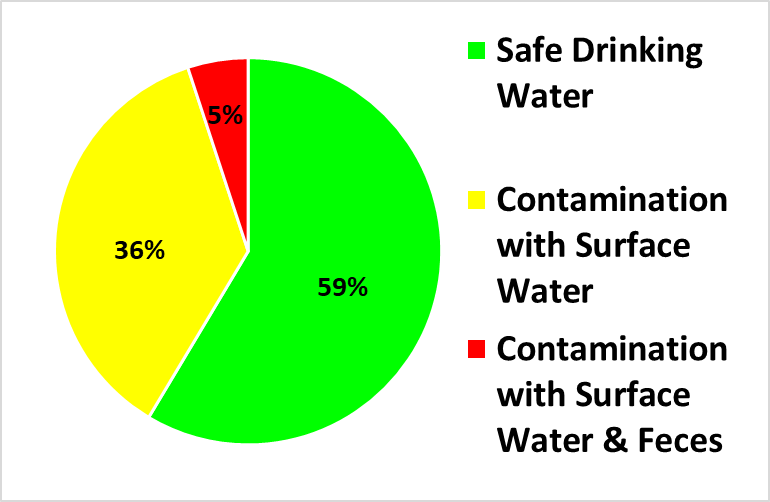 5%
36%
59%
Safe Drinking
Water
Contamination
with Surface
Water
Contamination
with Surface
Water & Feces